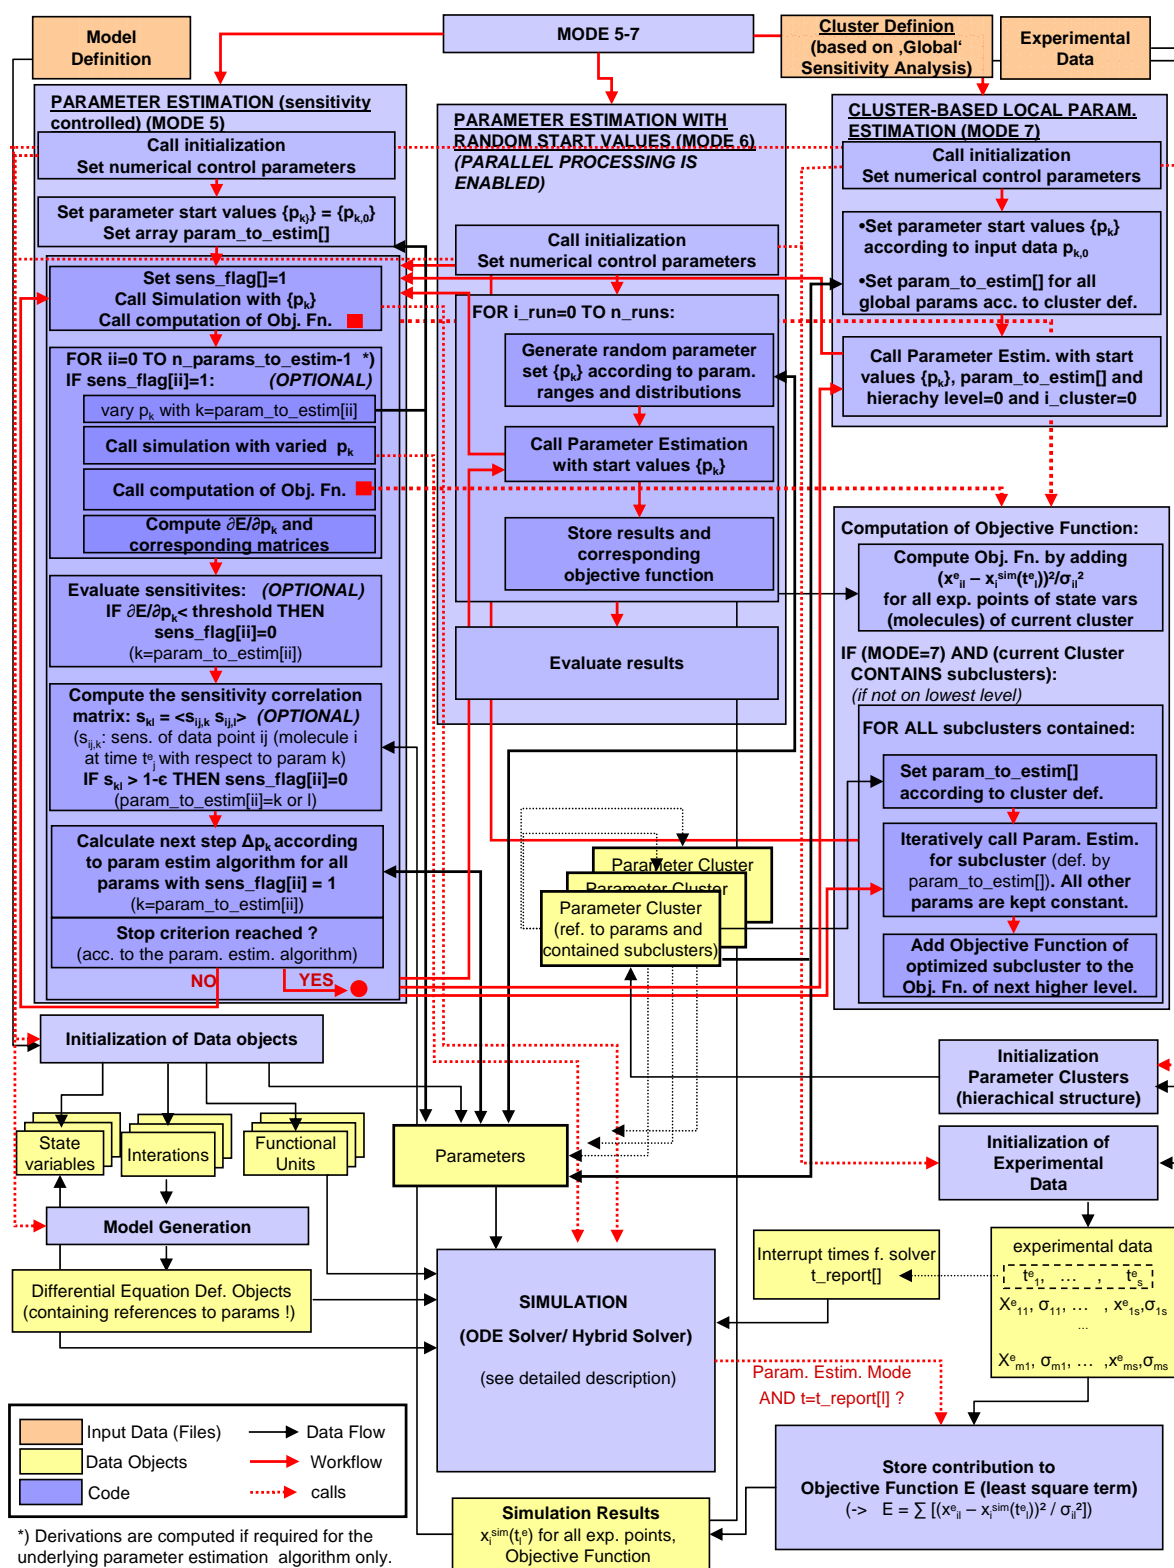 Model
Definition
MODE 5-7
Cluster Definion
(based on ‚Global‘
Sensitivity Analysis)
Experimental
Data
PARAMETER ESTIMATION (sensitivity
controlled) (MODE 5)
Call initialization
Set numerical control parameters
Set parameter start values {pk)} = {pk,0}
Set array param_to_estim[]
Set sens_flag[]=1
Call Simulation with {pk}
Call computation of Obj. Fn.
FOR ii=0 TO n_params_to_estim-1 *)
IF sens_flag[ii]=1: (OPTIONAL)
vary pk with k=param_to_estim[ii]
Call simulation with varied pk
Call computation of Obj. Fn.
Compute ∂E/∂pk and
corresponding matrices
Evaluate sensitivites: (OPTIONAL)
IF ∂E/∂pk< threshold THEN
sens_flag[ii]=0
(k=param_to_estim[ii])
Compute the sensitivity correlation
matrix: skl = <sij,k sij,l> (OPTIONAL)
(sij,k: sens. of data point ij (molecule i
at time tej with respect to param k)
IF skl > 1-ϵ THEN sens_flag[ii]=0
(param_to_estim[ii]=k or l)
Calculate next step Δpk according
to param estim algorithm for all
params with sens_flag[ii] = 1
(k=param_to_estim[ii])
Stop criterion reached ?
(acc. to the param. estim. algorithm)
NO
YES
PARAMETER ESTIMATION WITH
RANDOM START VALUES (MODE 6)
(PARALLEL PROCESSING IS
ENABLED)
Call initialization
Set numerical control parameters
FOR i_run=0 TO n_runs:
Generate random parameter
set {pk} according to param.
ranges and distributions
Call Parameter Estimation
with start values {pk}
Store results and
corresponding
objective function
Evaluate results
CLUSTER-BASED LOCAL PARAM.
ESTIMATION (MODE 7)
Call initialization
Set numerical control parameters
•Set parameter start values {pk}
according to input data pk,0
•Set param_to_estim[] for all
global params acc. to cluster def.
Call Parameter Estim. with start
values {pk}, param_to_estim[] and
hierachy level=0 and i_cluster=0
Computation of Objective Function:
Compute Obj. Fn. by adding
(xeil – xisim(tel))²/σil²
for all exp. points of state vars
(molecules) of current cluster
IF (MODE=7) AND (current Cluster
CONTAINS subclusters):
(if not on lowest level)
FOR ALL subclusters contained:
Set param_to_estim[]
according to cluster def.
Iteratively call Param. Estim.
for subcluster (def. by
param_to_estim[]). All other
params are kept constant.
Add Objective Function of
optimized subcluster to the
Obj. Fn. of next higher level.
Parameter Cluster
Parameter Cluster
Parameter Cluster
(ref. to params and
contained subclusters)
Initialization of Data objects
State
variables
Interations
Functional
Units
Model Generation
Differential Equation Def. Objects
(containing references to params !)
Parameters
Initialization
Parameter Clusters
(hierachical structure)
Initialization of
Experimental
Data
Interrupt times f. solver
t_report[]
experimental data
te1, … , tes
Xe11, σ11, … , xe1s,σ1s
...
Xem1, σm1, … ,xems,σms
SIMULATION
(ODE Solver/ Hybrid Solver)
(see detailed description)
Param. Estim. Mode
AND t=t_report[l] ?
Store contribution to
Objective Function E (least square term)
(-> E = ∑ [(xeil – xisim(tel))² / σil²])
Simulation Results
xisim(tle) for all exp. points,
Objective Function
Input Data (Files)
Data Objects
Code
Data Flow
Workflow
calls
*) Derivations are computed if required for the
underlying parameter estimation algorithm only.